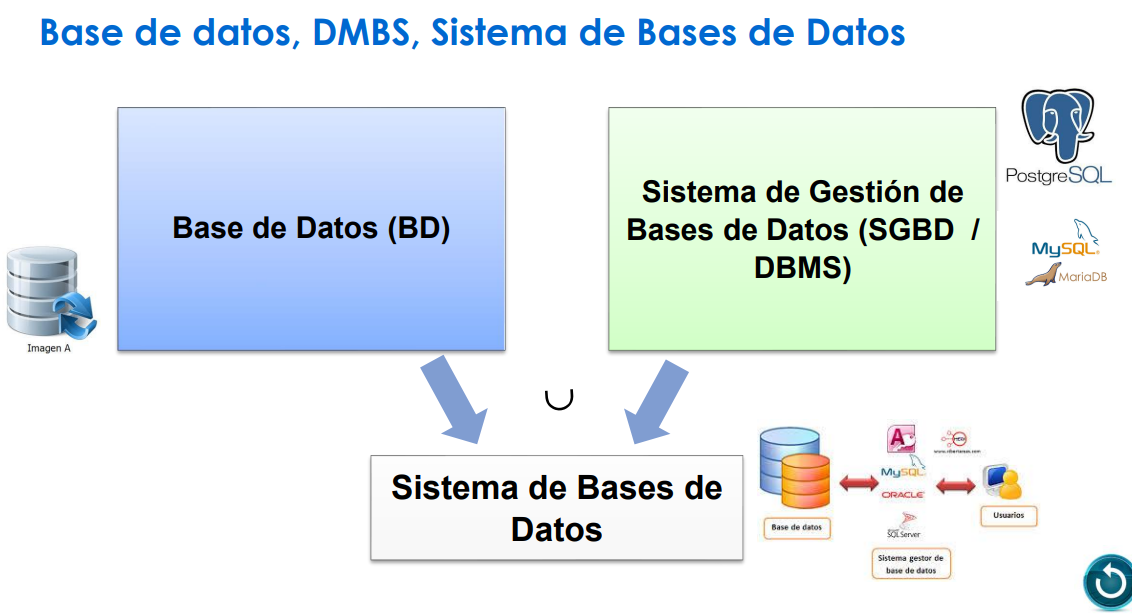 Base de datos, DMBS, Sistema de Bases de Datos
Base de Datos (BD)
Sistema de Gestión de
Bases de Datos (SGBD /
DBMS)
PostgreSQL
MySQL
MariaDB
Imagen A
∪
Sistema de Bases de
Datos
A
MySQL
ORACLE
SQL Server
Base de datos
Sistema gestor de
base de datos
Usuarios